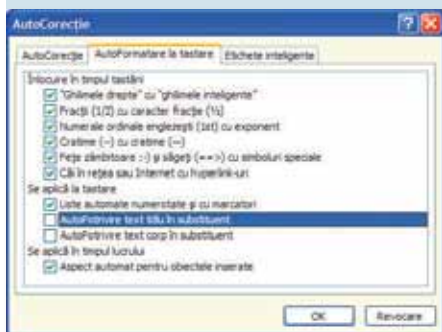 AutoCorecție
AutoCorecție AutoFormatare la tastare Etichete inteligente
Înlocuire în timpul tastării
"Ghilimele drepte" cu "ghilimele inteligente"
Fracții (1/2) cu caracter fracție (½)
Numerale ordinale englezești (1st) cu exponent
Cratime (--) cu cratime (—)
Fețe zâmbitoare :-) și săgeți (==>) cu simboluri speciale
Căi în rețea sau Internet cu hyperlink-uri
Se aplică la tastare
Liste automate numerotate și cu marcatori
AutoPotrivire text titlu în substituent
AutoPotrivire text corp în substituent
Se aplică în timpul lucrului
Aspect automat pentru obiectele inserate
OK Revocare